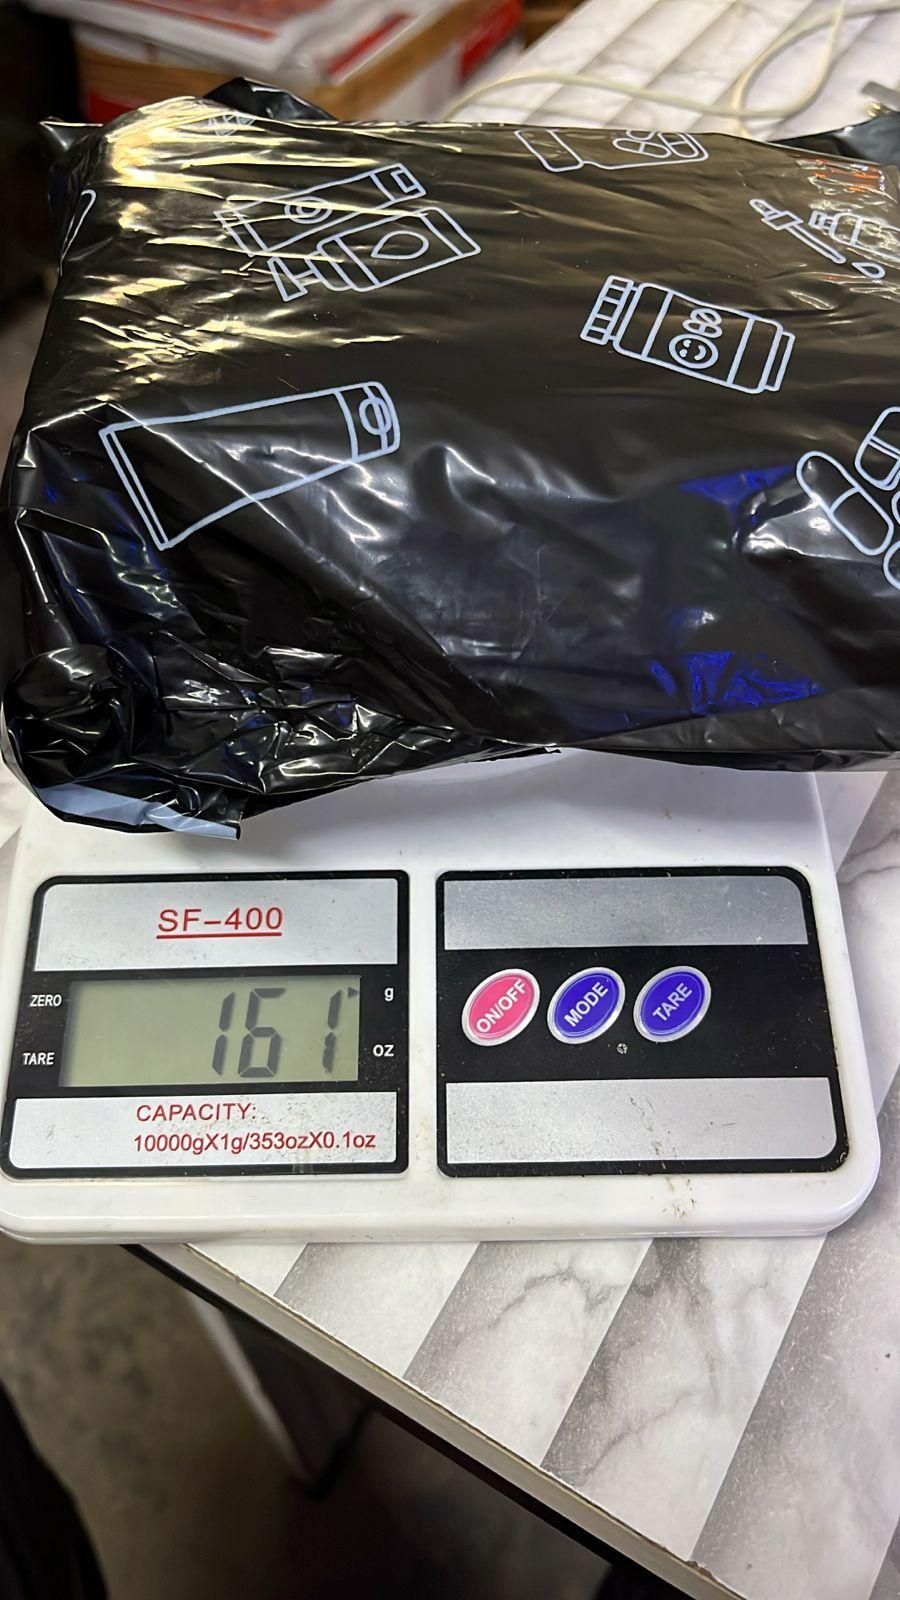 SF-400
ZERO
161
g
TARE
oz
CAPACITY:
10000gX1g/353ozX0.1oz
ON/OFF
MODE
TARE